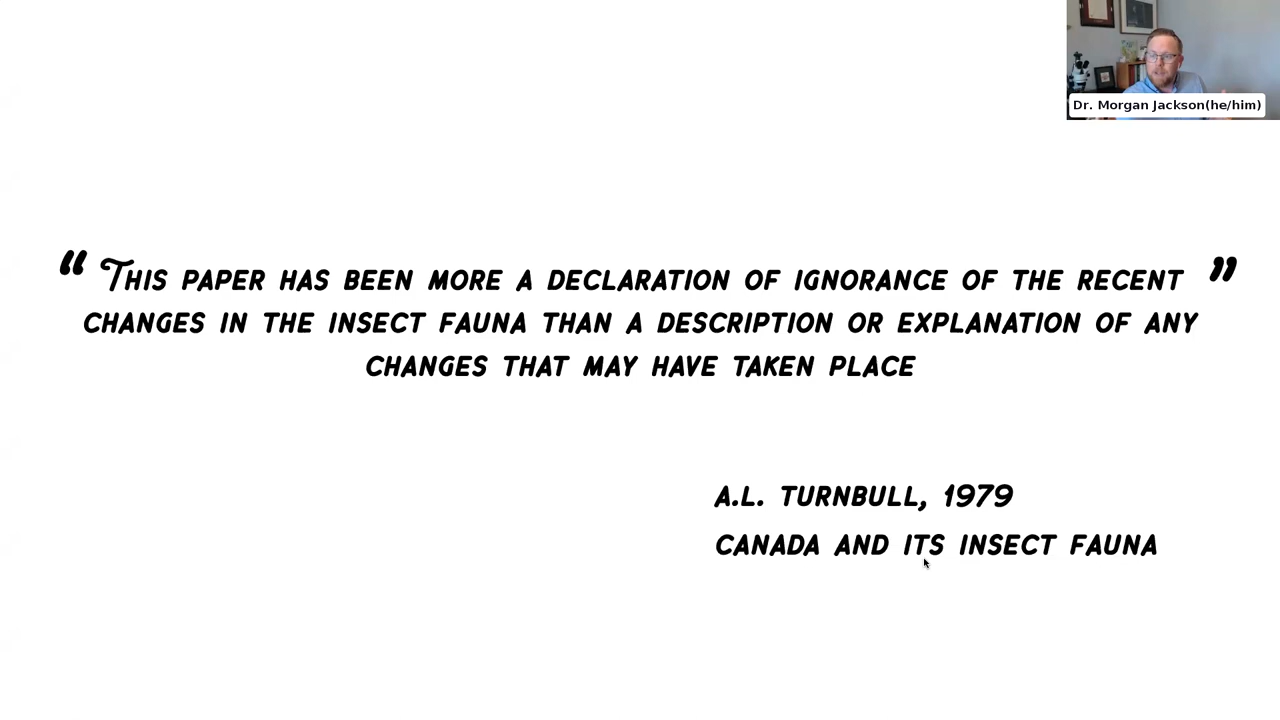 Dr. Morgan Jackson(he/him)
“ This paper has been more a declaration of ignorance of the recent ”
changes in the insect fauna than a description or explanation of any
changes that may have taken place
A.L. Turnbull, 1979
Canada and its insect fauna